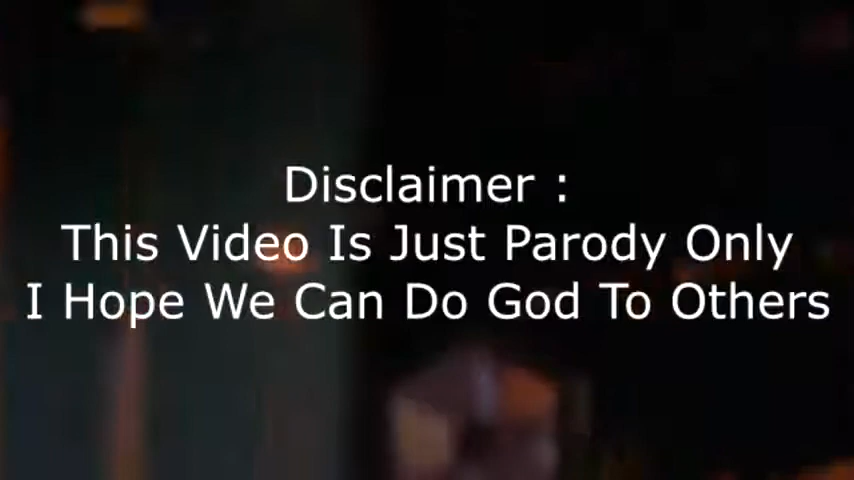 Disclaimer :
This Video Is Just Parody Only
I Hope We Can Do God To Others